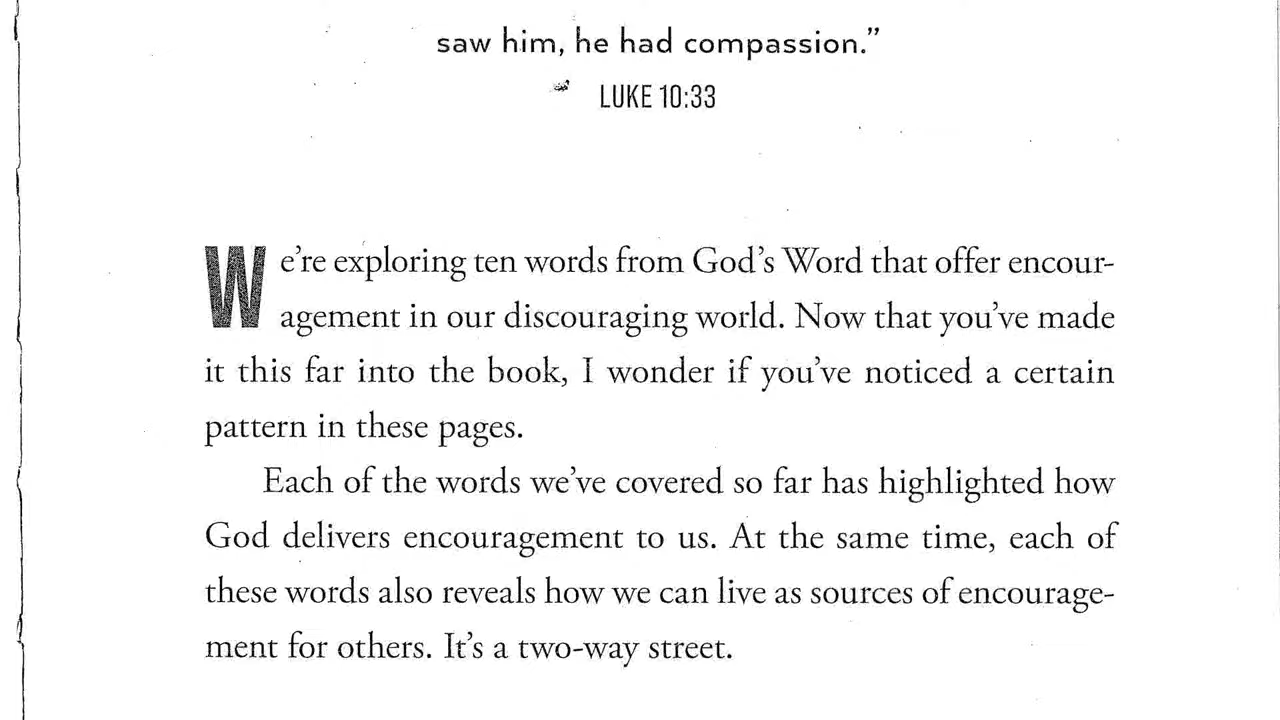 saw him, he had compassion.”
LUKE 10:33
We’re exploring ten words from God’s Word that offer encour-
agement in our discouraging world. Now that you’ve made
it this far into the book, I wonder if you’ve noticed a certain
pattern in these pages.
Each of the words we’ve covered so far has highlighted how
God delivers encouragement to us. At the same time, each of
these words also reveals how we can live as sources of encourage-
ment for others. It’s a two-way street.